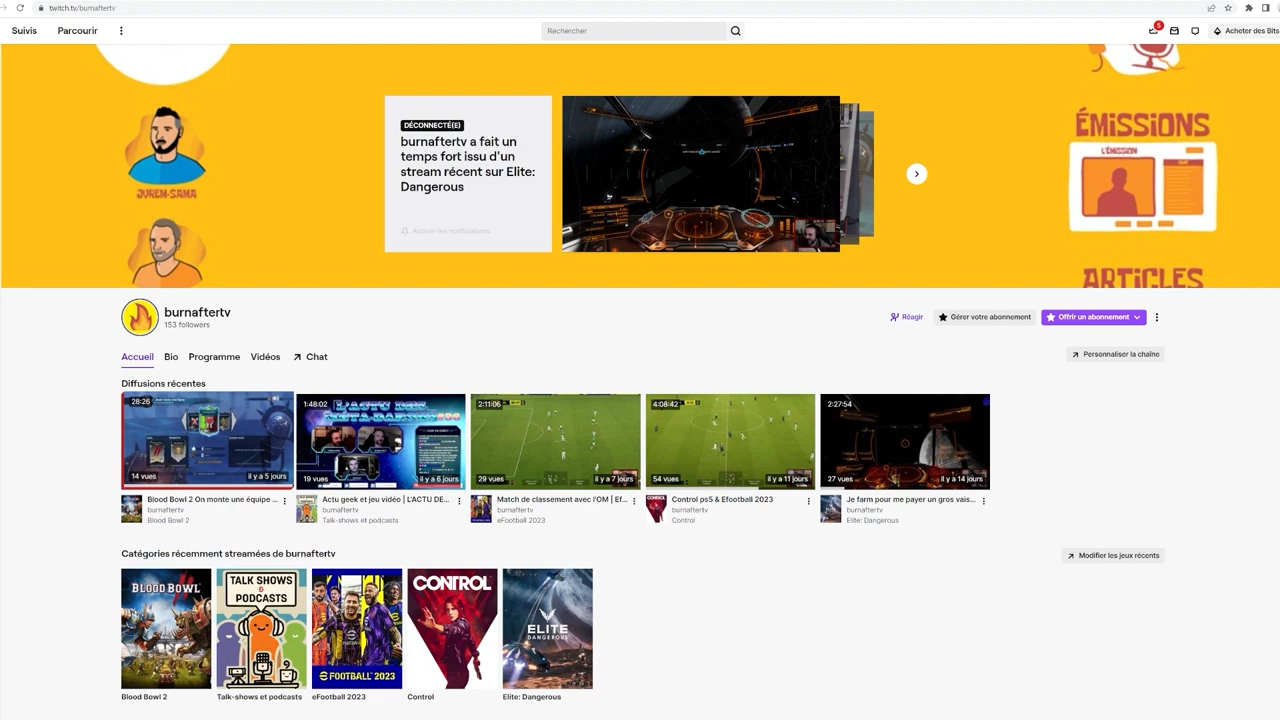 twitch.tv/burnaftertv
Suivis
Parcourir
Rechercher
5
Acheter des Bits
DÉCONNECTÉ(E)
burnaftertv a fait un
temps fort issu d'un
stream récent sur Elite:
Dangerous
Activer les notifications
JVREM-SAMA
ÉMISSIONS
L'ÉMISSION
ARTICLES
burnaftertv
153 followers
Réagir
Gérer votre abonnement
Offrir un abonnement
Accueil
Bio
Programme
Vidéos
Chat
Personnaliser la chaîne
Diffusions récentes
28:26
14 vues
il y a 5 jours
1:48:02
19 vues
il y a 6 jours
2:11:06
29 vues
il y a 7 jours
4:08:42
54 vues
il y a 11 jours
2:27:54
27 vues
il y a 14 jours
Blood Bowl 2 On monte une équipe ...
burnaftertv
Blood Bowl 2
Actu geek et jeu vidéo | L'ACTU DE...
burnaftertv
Talk-shows et podcasts
Match de classement avec l'OM | Ef...
burnaftertv
eFootball 2023
Control ps5 & Efootball 2023
burnaftertv
Control
Je farm pour me payer un gros vais...
burnaftertv
Elite: Dangerous
Catégories récemment streamées de burnaftertv
Modifier les jeux récents
BLOOD BOWL II
TALK SHOWS
&
PODCASTS
eFOOTBALL 2023
CONTROL
ELITE
DANGEROUS
Blood Bowl 2
Talk-shows et podcasts
eFootball 2023
Control
Elite: Dangerous